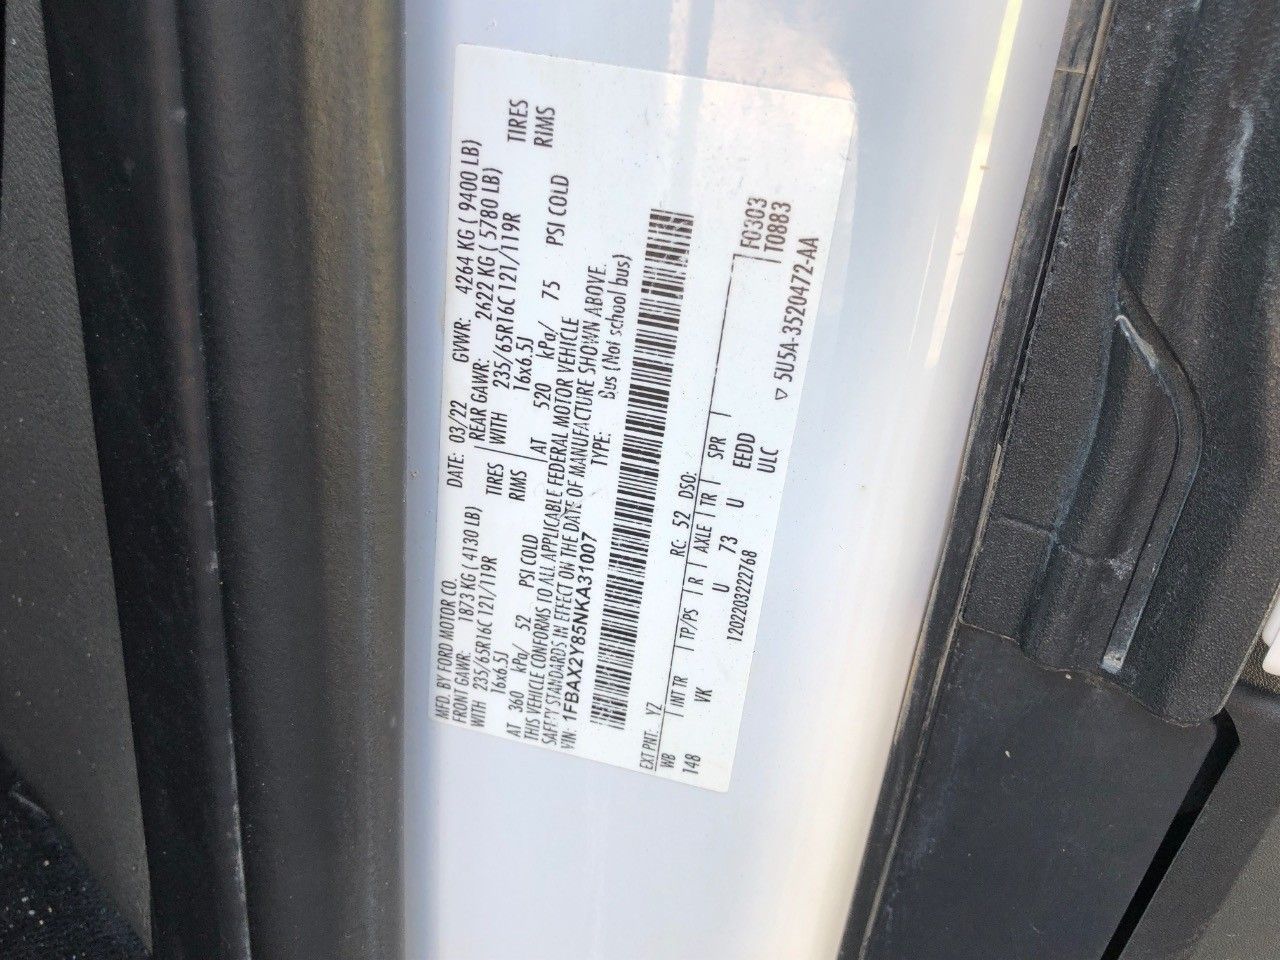 MFD. BY FORD MOTOR CO.
DATE: 03/22 GVWR: 4264 KG ( 9400 LB)
FRONT GAWR: 1873 KG ( 4130 LB)
REAR GAWR: 2622 KG ( 5780 LB)
WITH 235/65R16C 121/119R TIRES
WITH 235/65R16C 121/119R TIRES
16x6.5J RIMS
16x6.5J RIMS
AT 360 kPa/ 52 PSI COLD
AT 520 kPa/ 75 PSI COLD
THIS VEHICLE CONFORMS TO ALL APPLICABLE FEDERAL MOTOR VEHICLE
SAFETY STANDARDS IN EFFECT ON THE DATE OF MANUFACTURE SHOWN ABOVE.
VIN: 1FBAX2Y85NKA31007 TYPE: Bus (Not school bus)
EXT PNT: YZ RC: 52 DSO:
WB INT TR TP/PS R AXLE TR SPR F0303
148 VK U 73 U EEDD T0883
ULC
1202203222768 ▽ 5U5A-3520472-AA